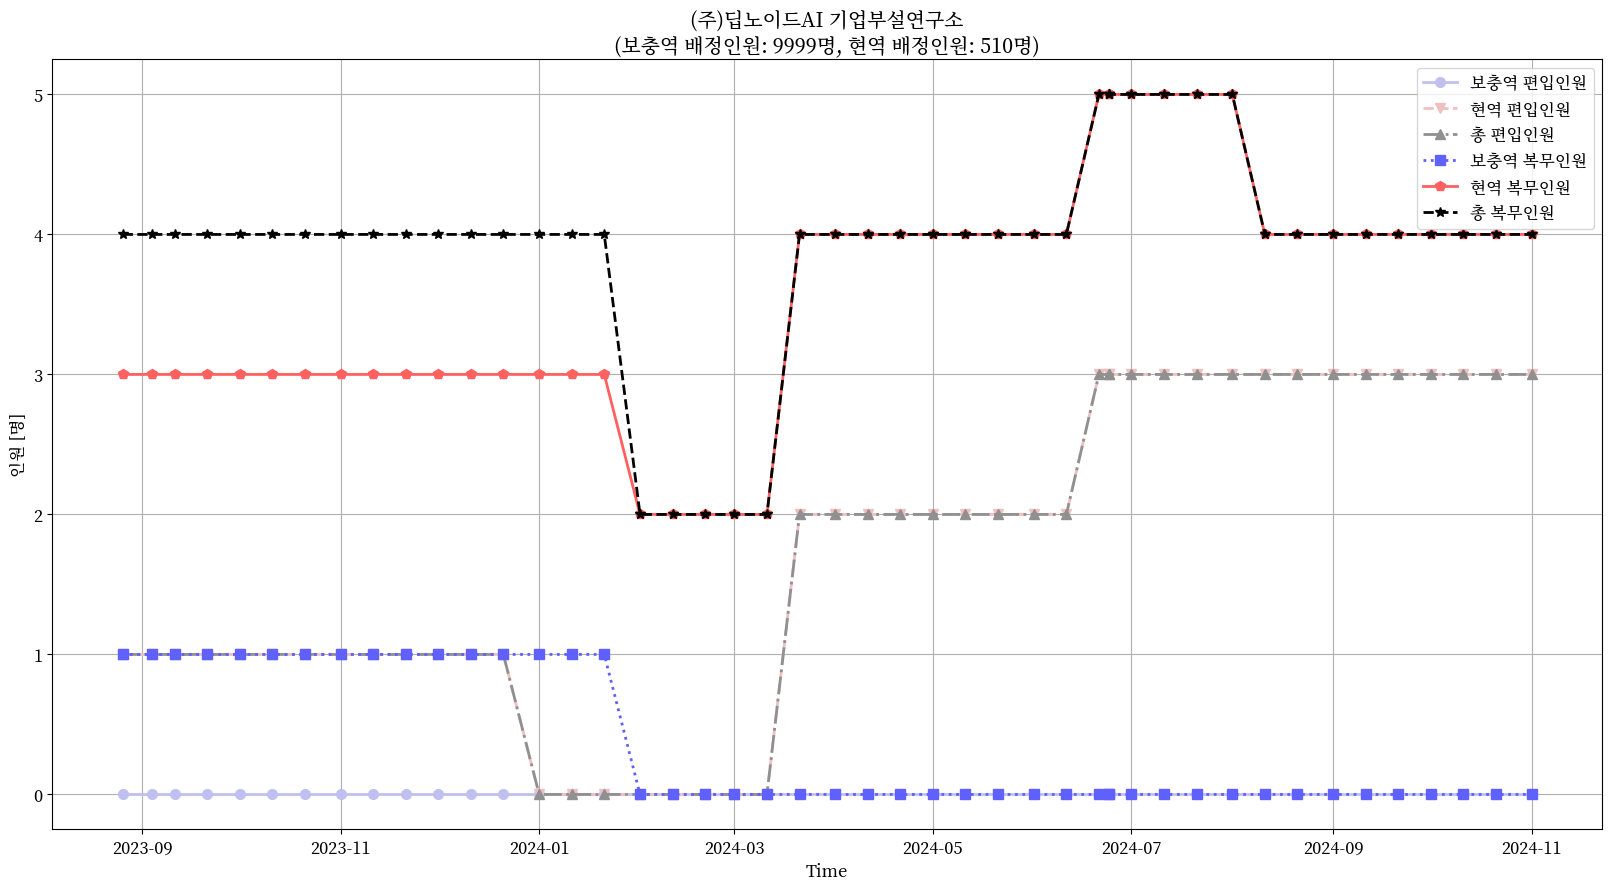 (주)딥노이드AI 기업부설연구소
(보충역 배정인원: 9999명, 현역 배정인원: 510명)
보충역 편입인원
현역 편입인원
총 편입인원
보충역 복무인원
현역 복무인원
총 복무인원
인원 [명]
5
4
3
2
1
0
2023-09 2023-11 2024-01 2024-03 2024-05 2024-07 2024-09 2024-11
Time